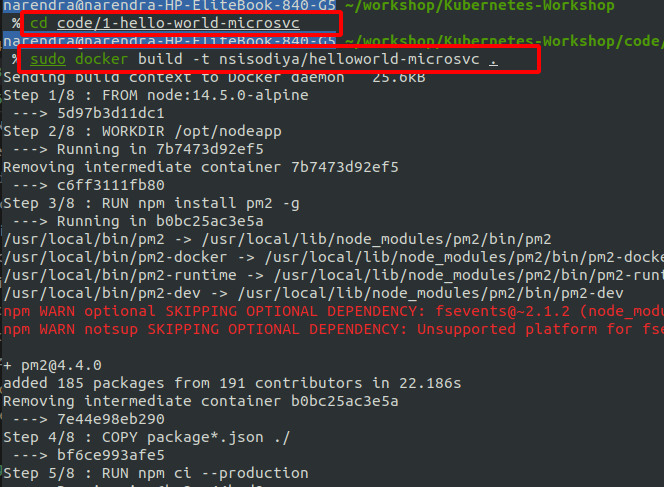 narendra@narendra-HP-EliteBook-840-G5 ~/workshop/Kubernetes-Workshop
% cd code/1-hello-world-microsvc
narendra@narendra-HP-EliteBook-840-G5 ~/workshop/Kubernetes-Workshop/code/
% sudo docker build -t nsisodiya/helloworld-microsvc .
Sending build context to Docker daemon 25.6kB
Step 1/8 : FROM node:14.5.0-alpine
---> 5d97b3d11dc1
Step 2/8 : WORKDIR /opt/nodeapp
---> Running in 7b7473d92ef5
Removing intermediate container 7b7473d92ef5
---> c6ff3111fb80
Step 3/8 : RUN npm install pm2 -g
---> Running in b0bc25ac3e5a
/usr/local/bin/pm2 -> /usr/local/lib/node_modules/pm2/bin/pm2
/usr/local/bin/pm2-docker -> /usr/local/lib/node_modules/pm2/bin/pm2-docke
/usr/local/bin/pm2-runtime -> /usr/local/lib/node_modules/pm2/bin/pm2-runt
/usr/local/bin/pm2-dev -> /usr/local/lib/node_modules/pm2/bin/pm2-dev
npm WARN optional SKIPPING OPTIONAL DEPENDENCY: fsevents@~2.1.2 (node_modu
npm WARN notsup SKIPPING OPTIONAL DEPENDENCY: Unsupported platform for fse
+ pm2@4.4.0
added 185 packages from 191 contributors in 22.186s
Removing intermediate container b0bc25ac3e5a
---> 7e44e98eb290
Step 4/8 : COPY package*.json ./
---> bf6ce993afe5
Step 5/8 : RUN npm ci --production